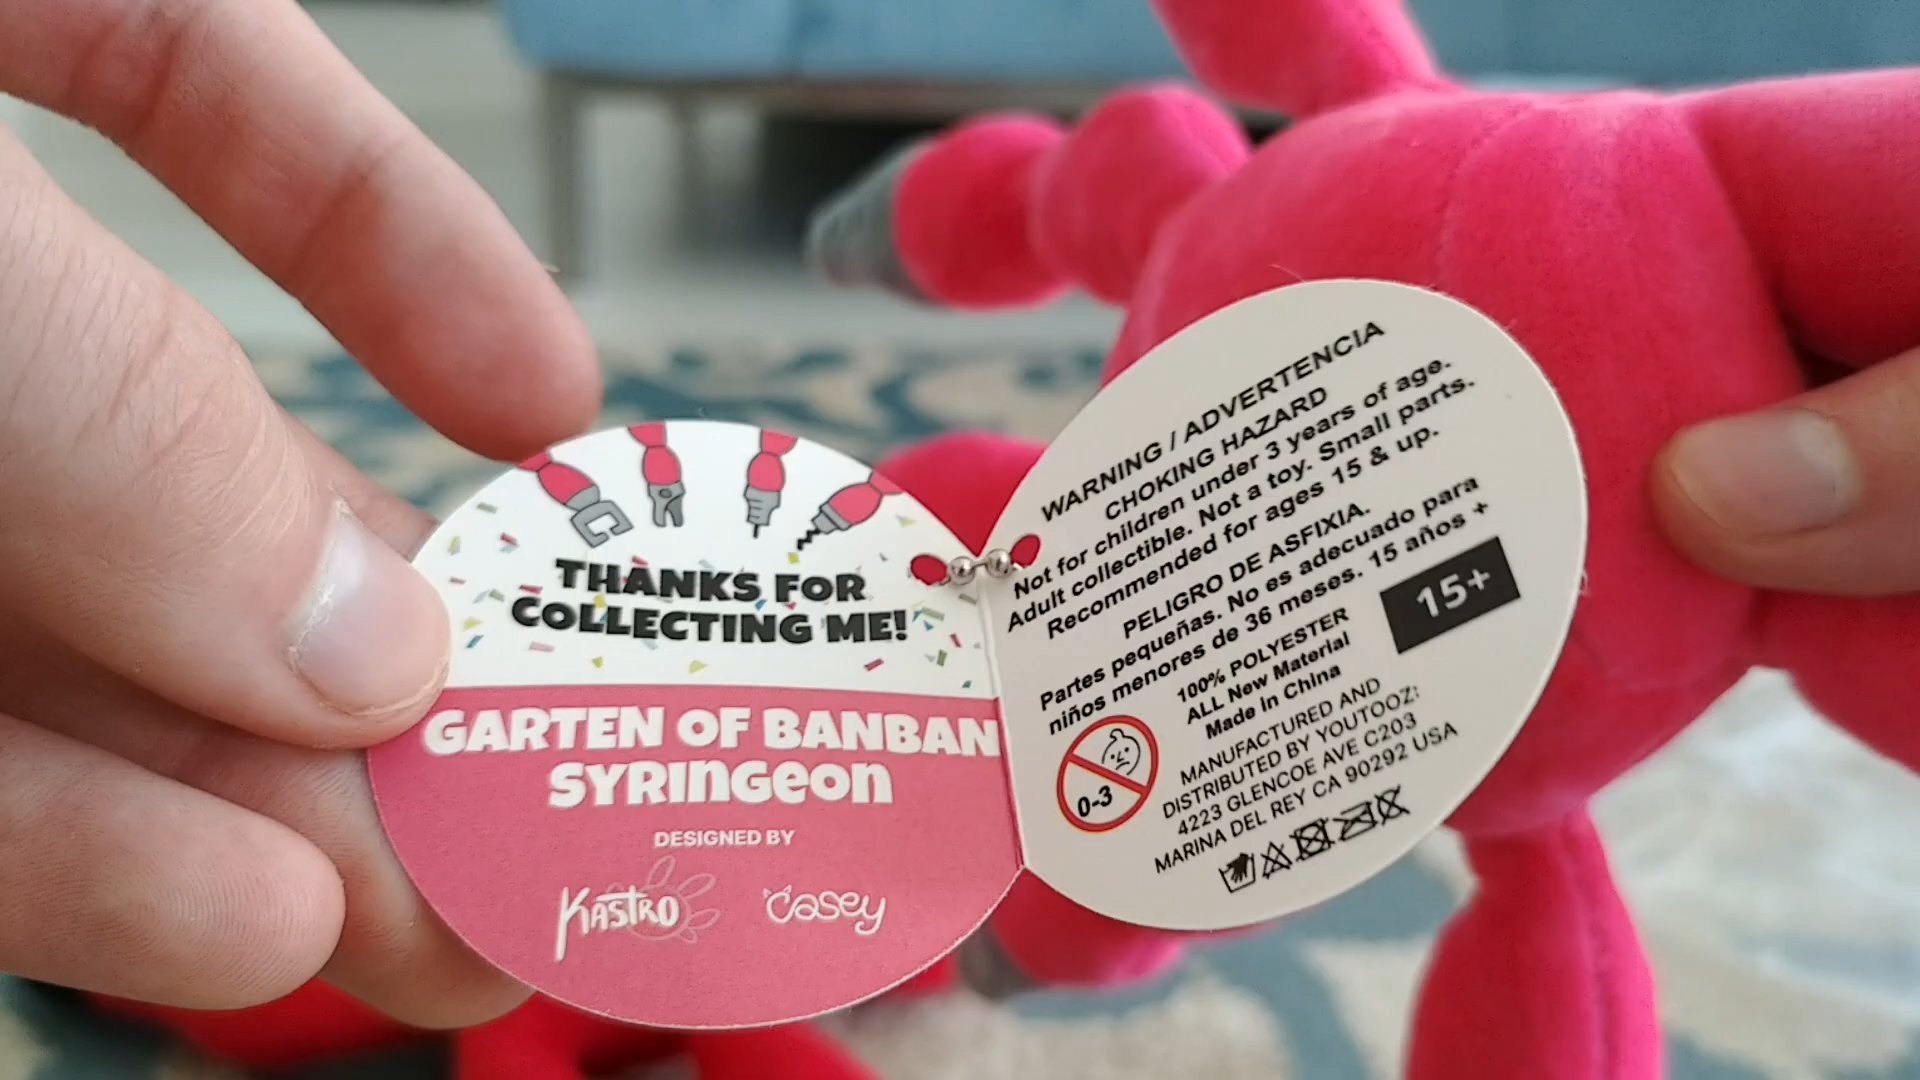 THANKS FOR
COLLECTING ME!
GARTEN OF BANBAN
SYRINGEON
DESIGNED BY
KASTRO
Casey
WARNING / ADVERTENCIA
CHOKING HAZARD
Not for children under 3 years of age.
Adult collectible. Not a toy. Small parts.
Recommended for ages 15 & up.
PELIGRO DE ASFIXIA.
Partes pequeñas. No es adecuado para
niños menores de 36 meses. 15 años +
15+
100% POLYESTER
ALL New Material
Made In China
0-3
MANUFACTURED AND
DISTRIBUTED BY YOUTOOZ:
4223 GLENCOE AVE C203
MARINA DEL REY CA 90292 USA